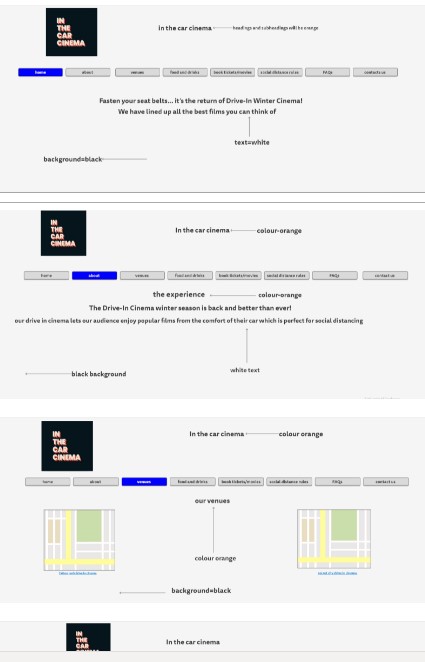 IN
THE
CAR
CINEMA
in the car cinema headings and subheadings will be orange
home about venues food and drinks book tickets/movies social distance rules FAQs contact us
Fasten your seat belts... it's the return of Drive-In Winter Cinema!
We have lined up all the best films you can think of
text=white
background=black
IN
THE
CAR
CINEMA
In the car cinema colour-orange
home about venues food and drinks book tickets/movies social distance rules FAQs contact us
the experience colour-orange
The Drive-In Cinema winter season is back and better than ever!
our drive in cinema lets our audience enjoy popular films from the comfort of their car which is perfect for social distancing
white text
black background
IN
THE
CAR
CINEMA
In the car cinema colour orange
home about venues food and drinks book tickets/movies social distance rules FAQs contact us
our venues
colour orange
background=black
IN
THE
CAR
In the car cinema